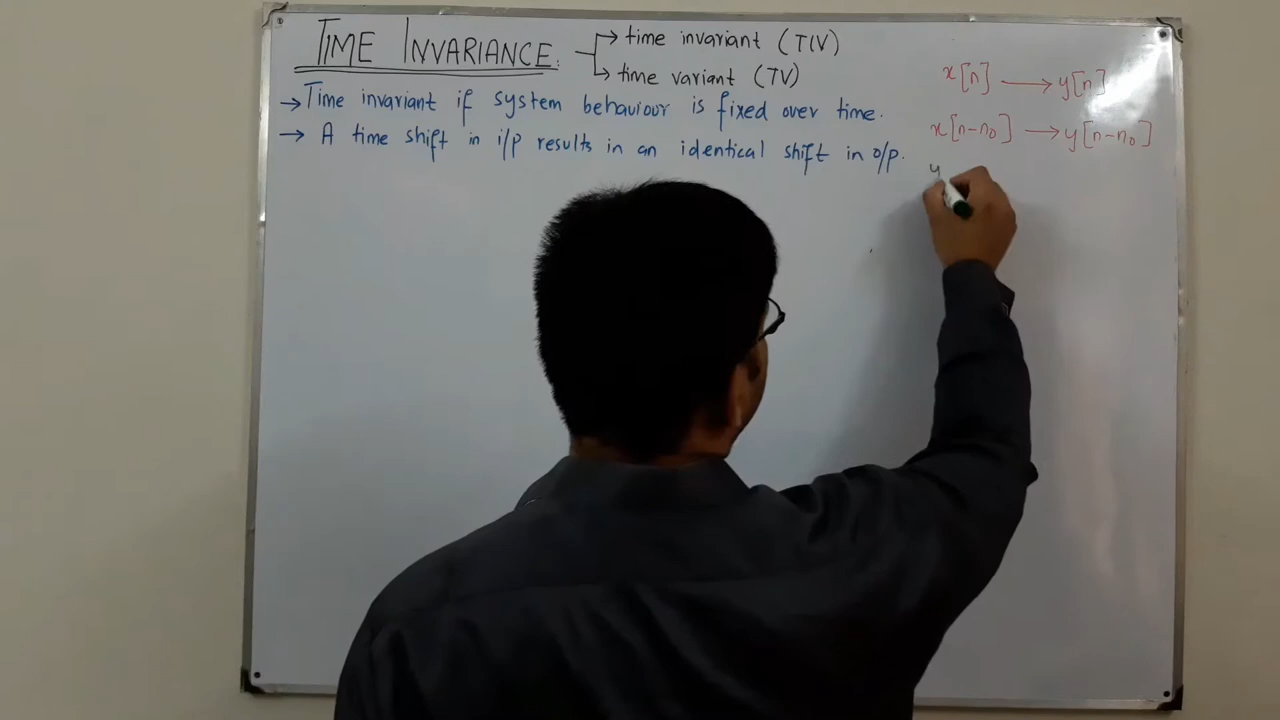 TIME INVARIANCE. → time invariant (TIV)
→ time variant (TV)
→ Time invariant if system behaviour is fixed over time.
→ A time shift in i/p results in an identical shift in o/p.
x[n] → y[n]
x[n-n₀] → y[n-n₀]
y